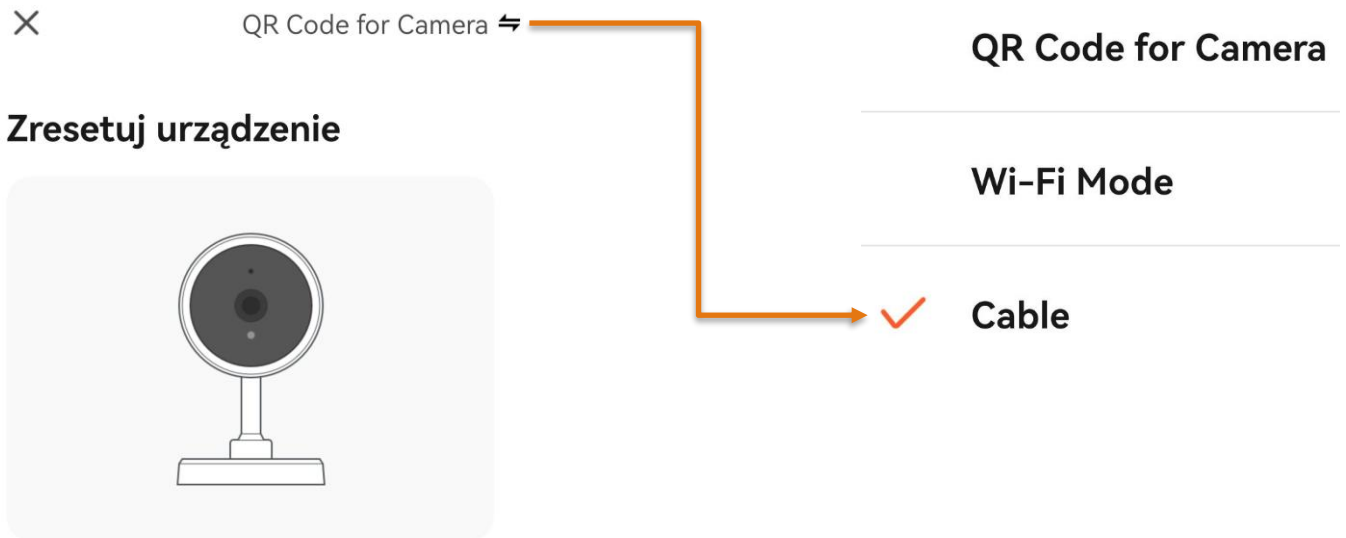 QR Code for Camera
Zresetuj urządzenie
QR Code for Camera
Wi-Fi Mode
Cable